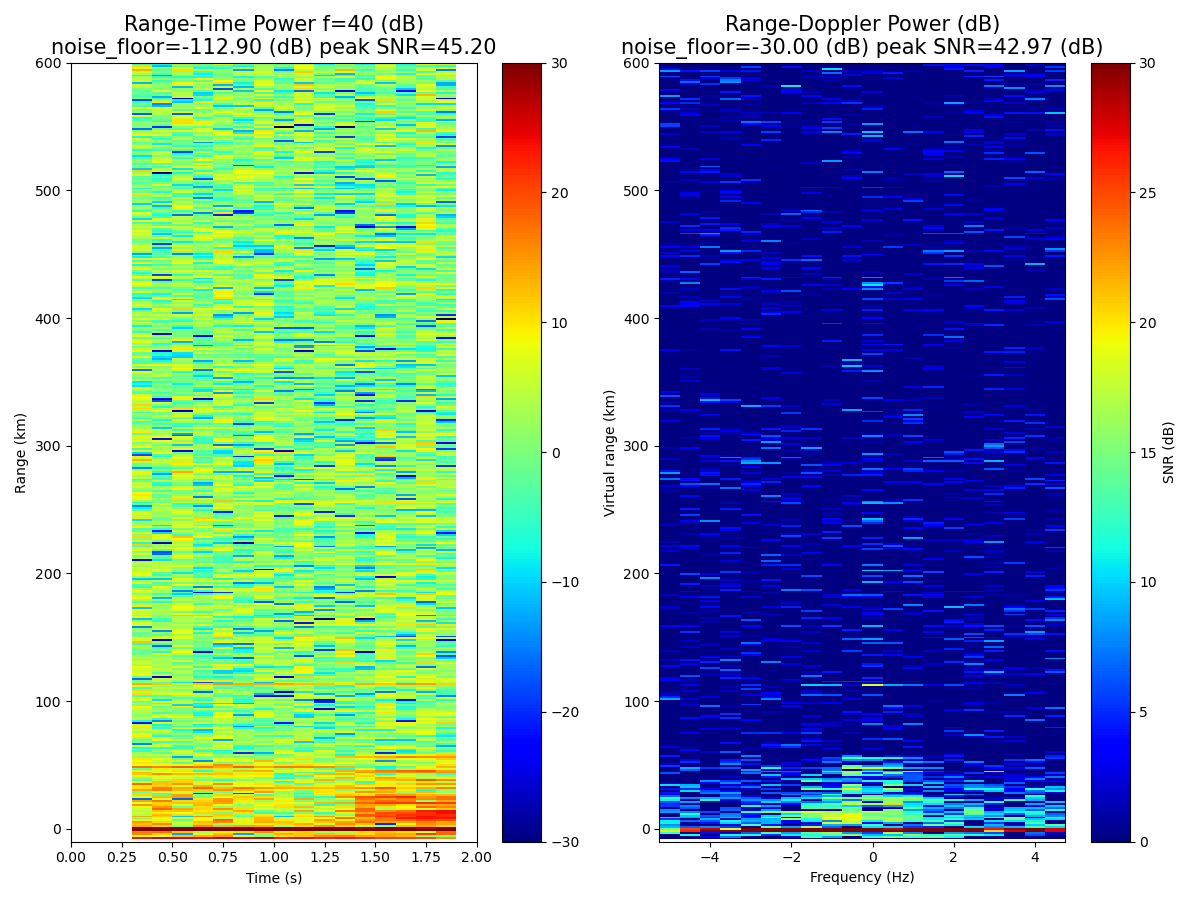 Range-Time Power f=40 (dB)
noise_floor=-112.90 (dB) peak SNR=45.20
600
500
400
300
200
100
0
Range (km)
0.00 0.25 0.50 0.75 1.00 1.25 1.50 1.75 2.00
Time (s)
30
20
10
0
−10
−20
−30
Range-Doppler Power (dB)
noise_floor=-30.00 (dB) peak SNR=42.97 (dB)
600
500
400
300
200
100
0
Virtual range (km)
−4 −2 0 2 4
Frequency (Hz)
30
25
20
15
10
5
0
SNR (dB)